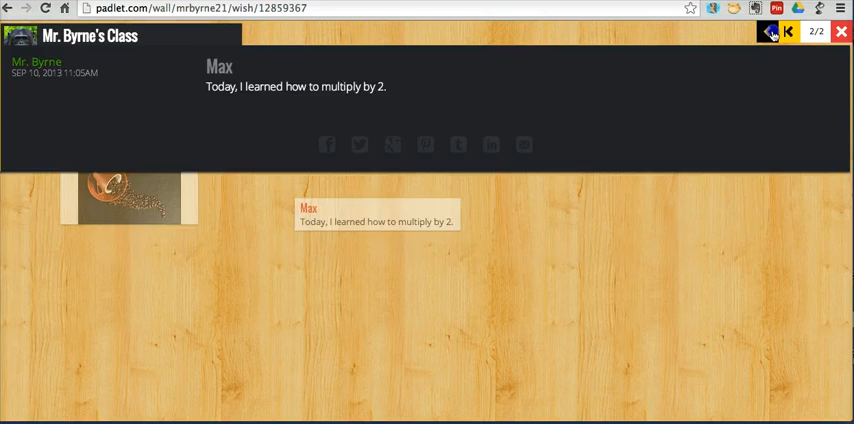 padlet.com/wall/mrbyrne21/wish/12859367
Pin
Mr. Byrne's Class
2/2
Mr. Byrne
SEP 10, 2013 11:05AM
Max
Today, I learned how to multiply by 2.
Max
Today, I learned how to multiply by 2.